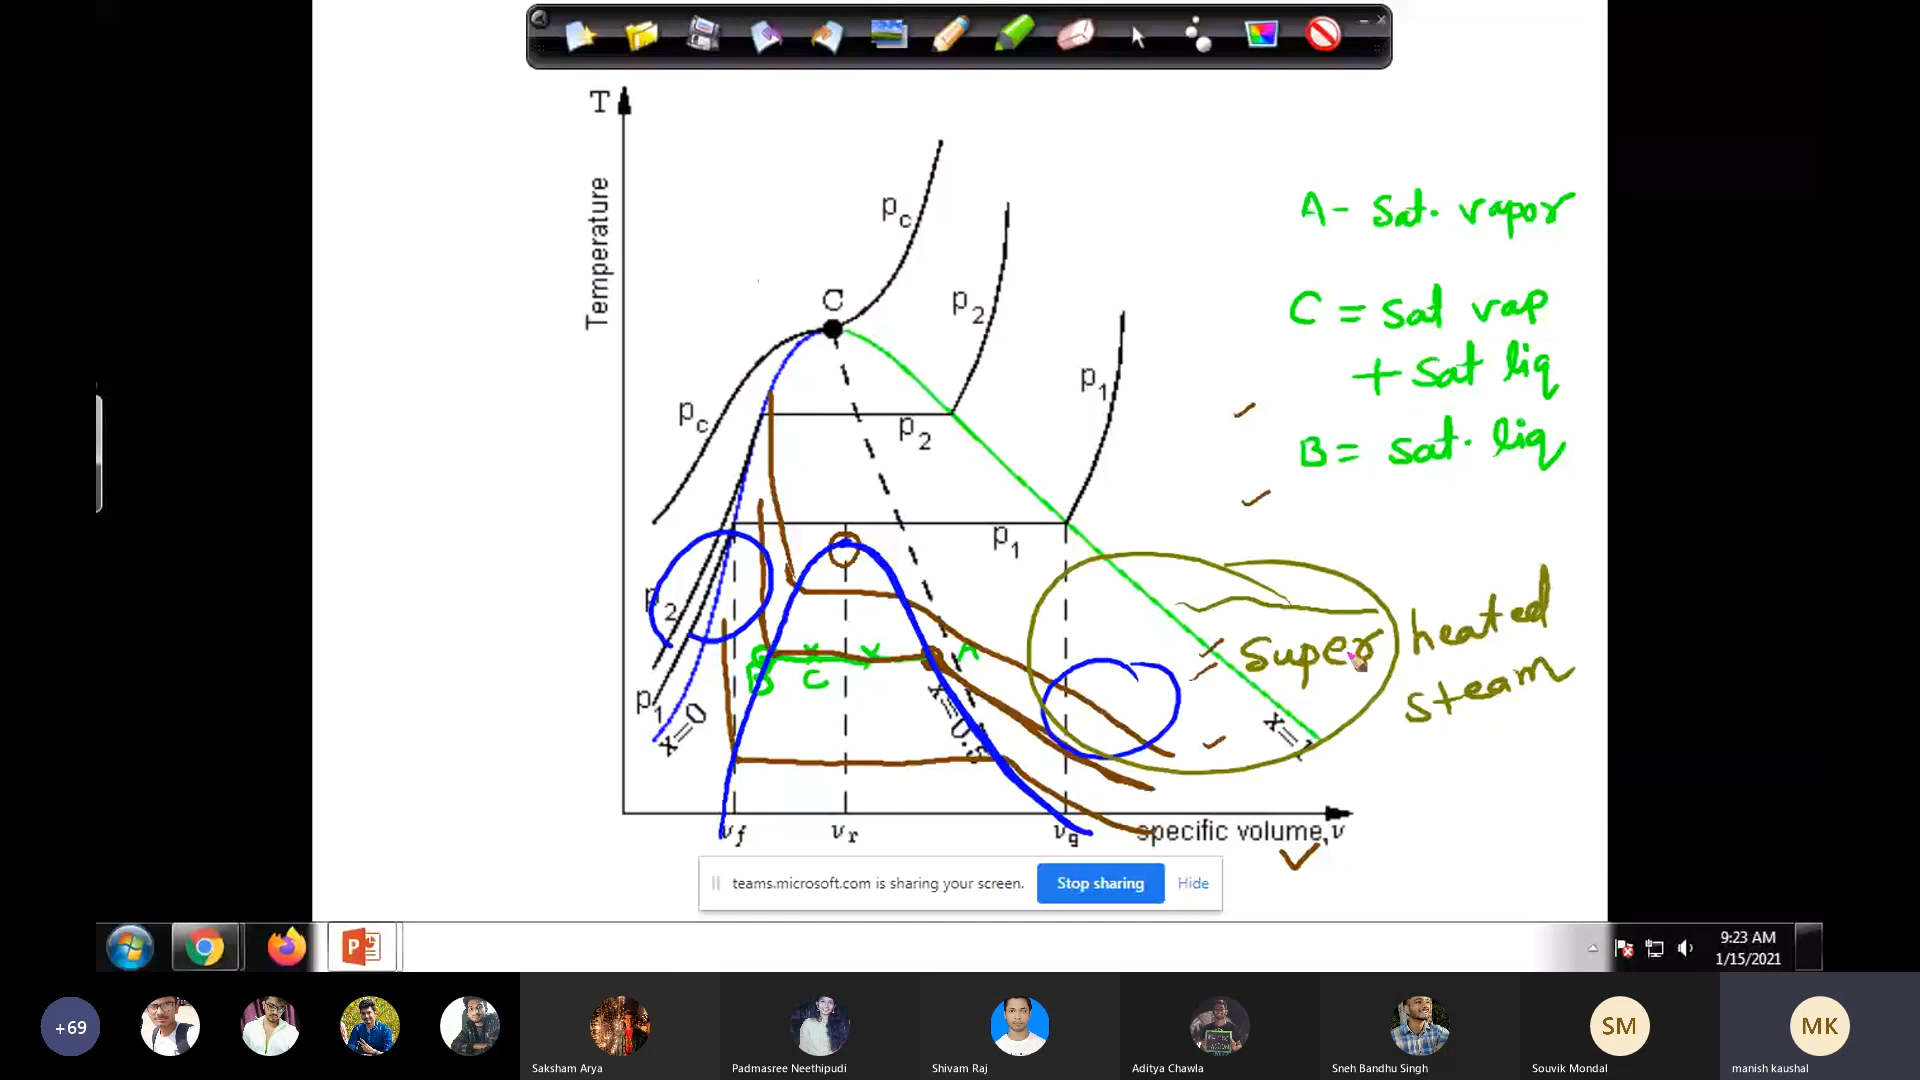 T
Temperature
Pc
C
P2
P1
Pc
P2
P1
P2
P1
x=0
x=0.5
x=1
νf
νr
νg
specific volume, ν
A- Sat. vapor
C = Sat vap
+ Sat liq
B = Sat. liq
Super heated
steam
B
C
A
teams.microsoft.com is sharing your screen.
Stop sharing
Hide
9:23 AM
1/15/2021
+69
Saksham Arya
Padmasree Neethipudi
Shivam Raj
Aditya Chawla
Sneh Bandhu Singh
SM
Souvik Mondal
MK
manish kaushal